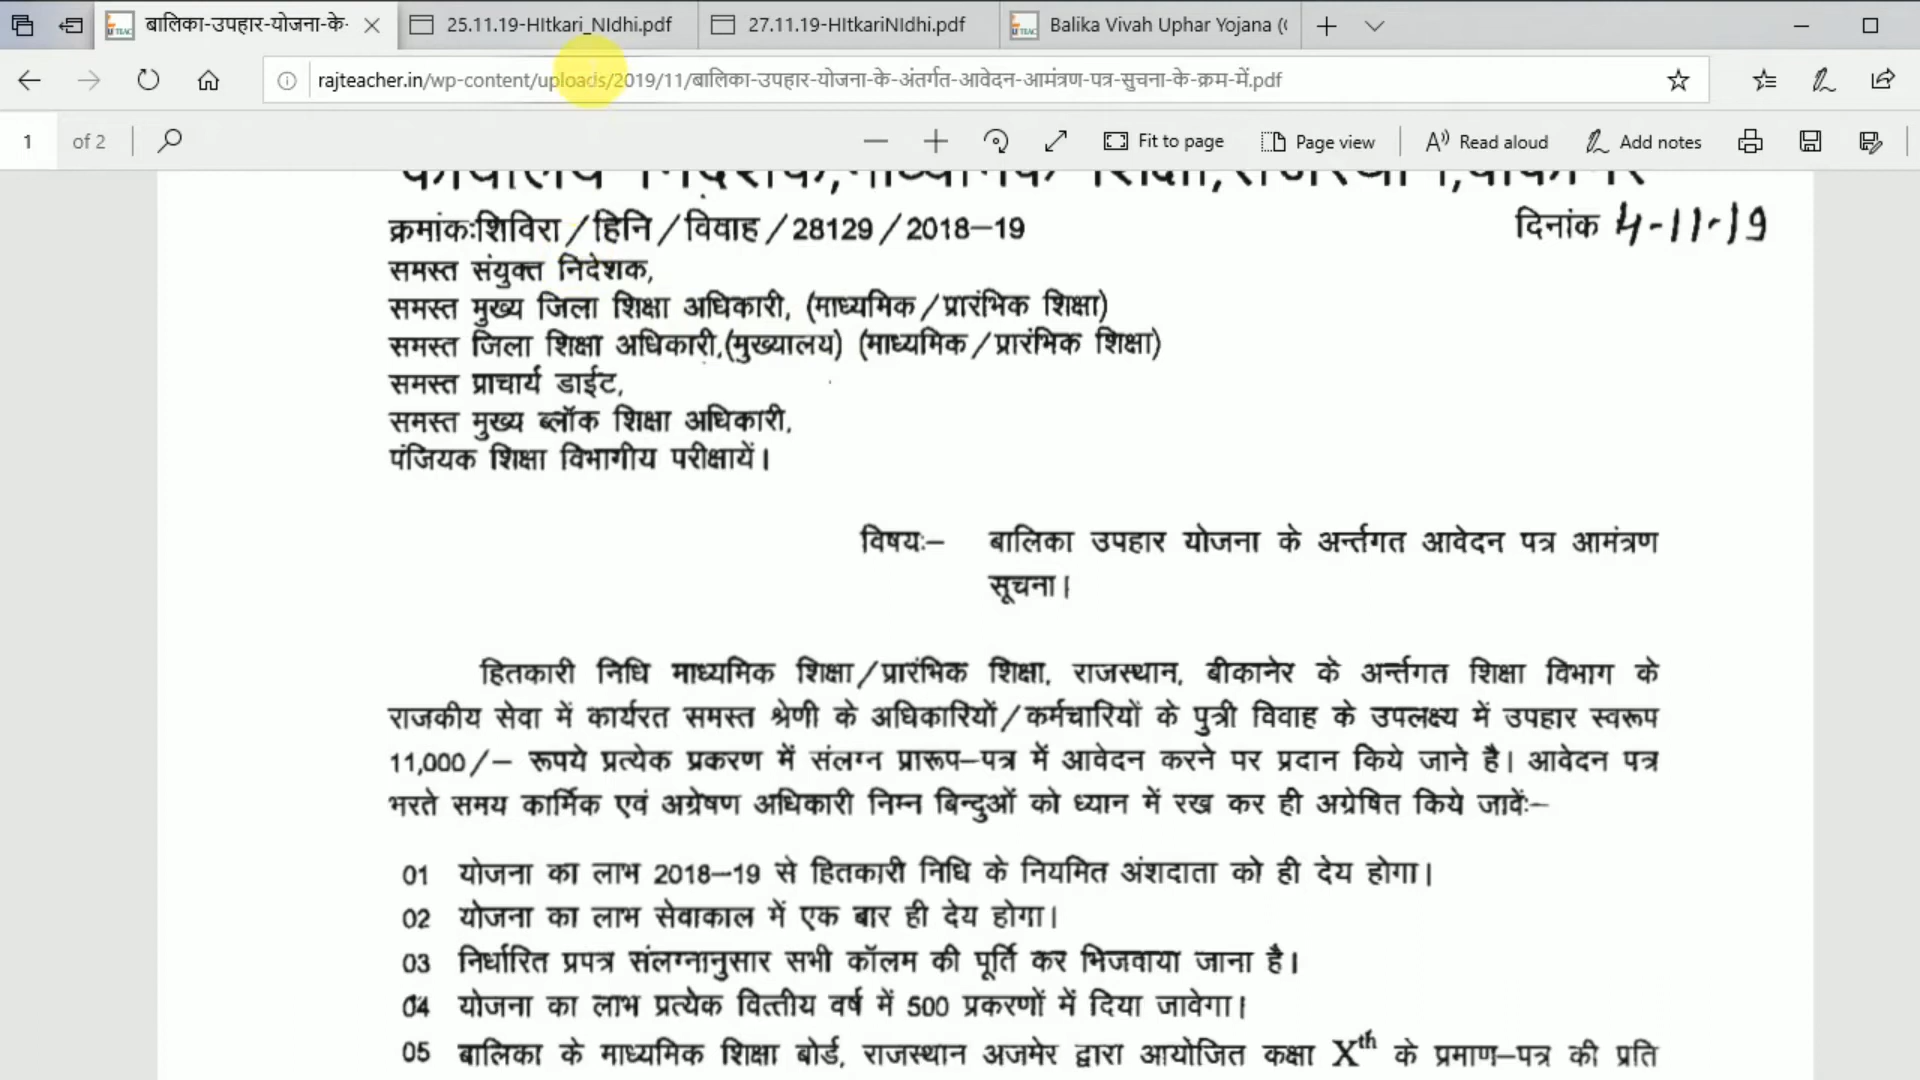 बालिका-उपहार-योजना-के-
25.11.19-HItkari_NIdhi.pdf
27.11.19-HItkariNIdhi.pdf
Balika Vivah Uphar Yojana (
rajteacher.in/wp-content/uploads/2019/11/बालिका-उपहार-योजना-के-अंतर्गत-आवेदन-आमंत्रण-पत्र-सुचना-के-क्रम-में.pdf
1 of 2
Fit to page
Page view
Read aloud
Add notes
कार्यालय निदेशक,माध्यमिक शिक्षा,राजस्थान,बीकानेर
क्रमांकःशिविरा/हिनि/विवाह/28129/2018–19
दिनांक 4-11-19
समस्त संयुक्त निदेशक,
समस्त मुख्य जिला शिक्षा अधिकारी, (माध्यमिक/प्रारंभिक शिक्षा)
समस्त जिला शिक्षा अधिकारी,(मुख्यालय) (माध्यमिक/प्रारंभिक शिक्षा)
समस्त प्राचार्य डाईट,
समस्त मुख्य ब्लॉक शिक्षा अधिकारी,
पंजियक शिक्षा विभागीय परीक्षायें।
विषयः– बालिका उपहार योजना के अर्न्तगत आवेदन पत्र आमंत्रण
सूचना।
हितकारी निधि माध्यमिक शिक्षा/प्रारंभिक शिक्षा, राजस्थान, बीकानेर के अर्न्तगत शिक्षा विभाग के
राजकीय सेवा में कार्यरत समस्त श्रेणी के अधिकारियों/कर्मचारियों के पुत्री विवाह के उपलक्ष्य में उपहार स्वरूप
11,000/– रूपये प्रत्येक प्रकरण में संलग्न प्रारूप–पत्र में आवेदन करने पर प्रदान किये जाने है। आवेदन पत्र
भरते समय कार्मिक एवं अग्रेषण अधिकारी निम्न बिन्दुओं को ध्यान में रख कर ही अग्रेषित किये जावेंः–
01 योजना का लाभ 2018–19 से हितकारी निधि के नियमित अंशदाता को ही देय होगा।
02 योजना का लाभ सेवाकाल में एक बार ही देय होगा।
03 निर्धारित प्रपत्र संलग्नानुसार सभी कॉलम की पूर्ति कर भिजवाया जाना है।
04 योजना का लाभ प्रत्येक वित्तीय वर्ष में 500 प्रकरणों में दिया जावेगा।
05 बालिका के माध्यमिक शिक्षा बोर्ड, राजस्थान अजमेर द्वारा आयोजित कक्षा Xth के प्रमाण–पत्र की प्रति